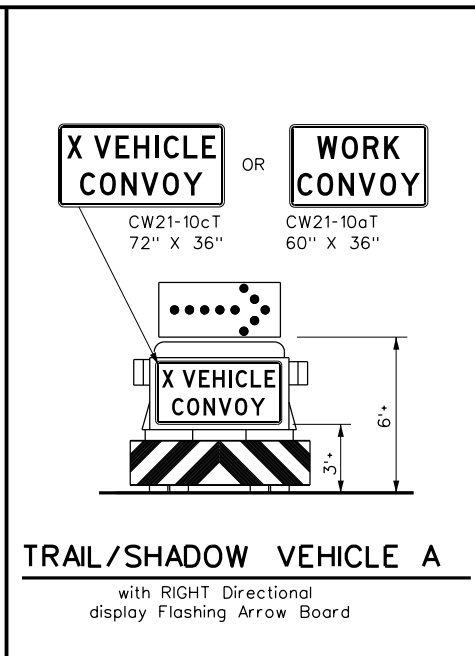 X VEHICLE
CONVOY
OR
WORK
CONVOY
CW21-10cT
72" X 36"
CW21-10aT
60" X 36"
X VEHICLE
CONVOY
6'+
3'+
TRAIL/SHADOW VEHICLE A
with RIGHT Directional
display Flashing Arrow Board